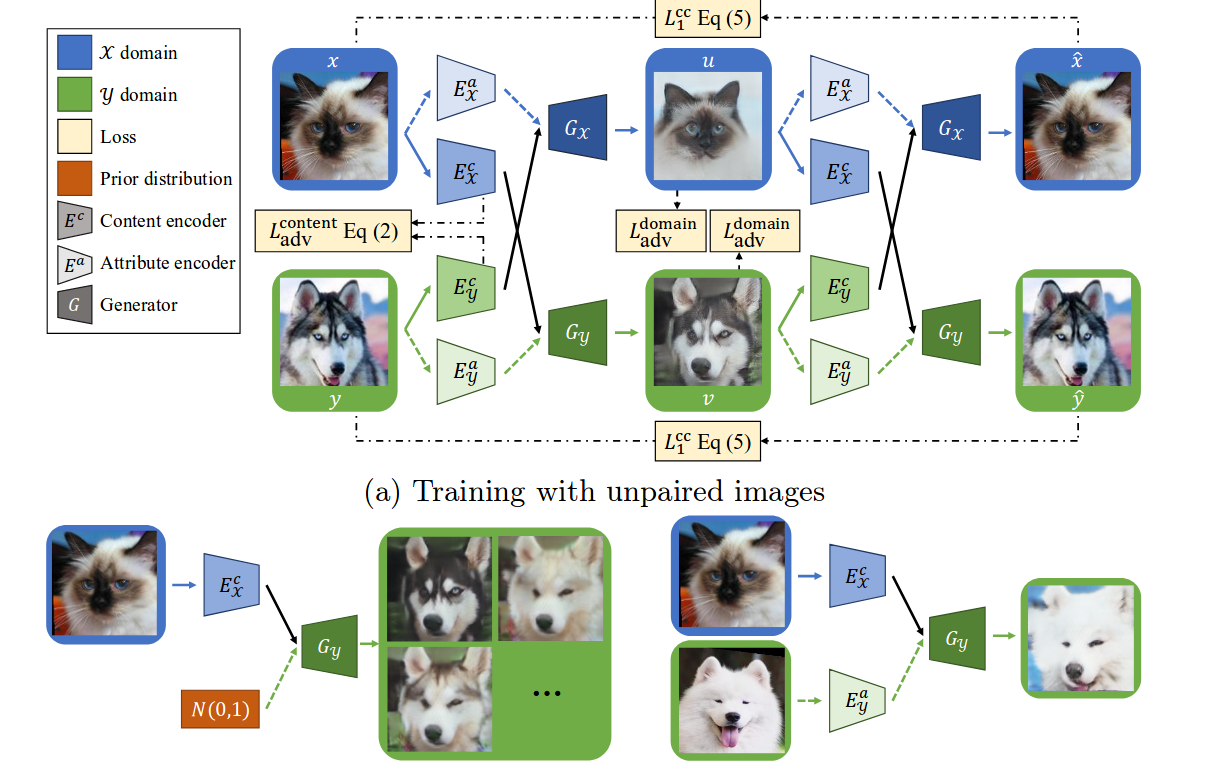 𝒳 domain
𝒴 domain
Loss
Prior distribution
E^c Content encoder
E^a Attribute encoder
G Generator
L_1^cc Eq (5)
x
u
x̂
E_𝒳^a
G_𝒳
E_𝒳^a
G_𝒳
E_𝒳^c
E_𝒳^c
L_adv^content Eq (2)
L_adv^domain
L_adv^domain
E_𝒴^c
E_𝒴^c
G_𝒴
G_𝒴
E_𝒴^a
E_𝒴^a
y
v
ŷ
L_1^cc Eq (5)
(a) Training with unpaired images
E_𝒳^c
G_𝒴
N(0,1)
...
E_𝒳^c
G_𝒴
E_𝒴^a